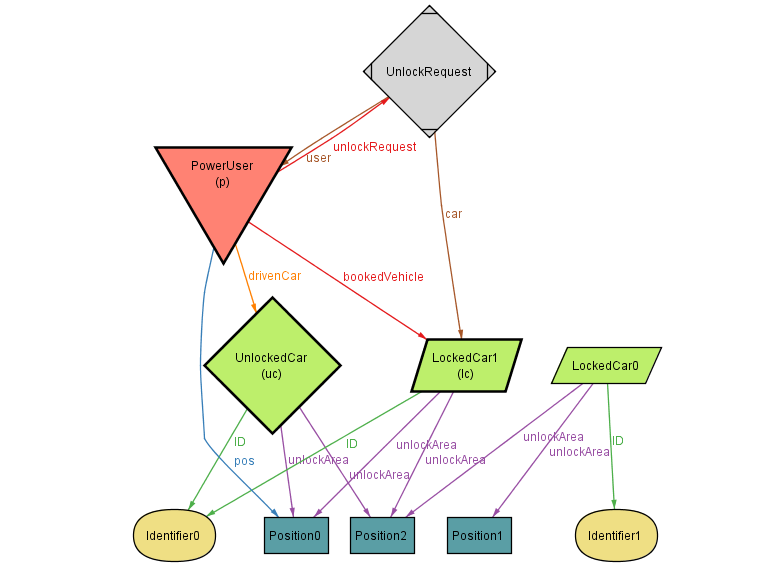 UnlockRequest
PowerUser
(p)
unlockRequest
user
car
drivenCar
bookedVehicle
UnlockedCar
(uc)
LockedCar1
(lc)
LockedCar0
ID
ID
unlockArea
unlockArea
ID
pos
unlockArea
unlockArea
unlockArea
unlockArea
Identifier0
Position0
Position2
Position1
Identifier1